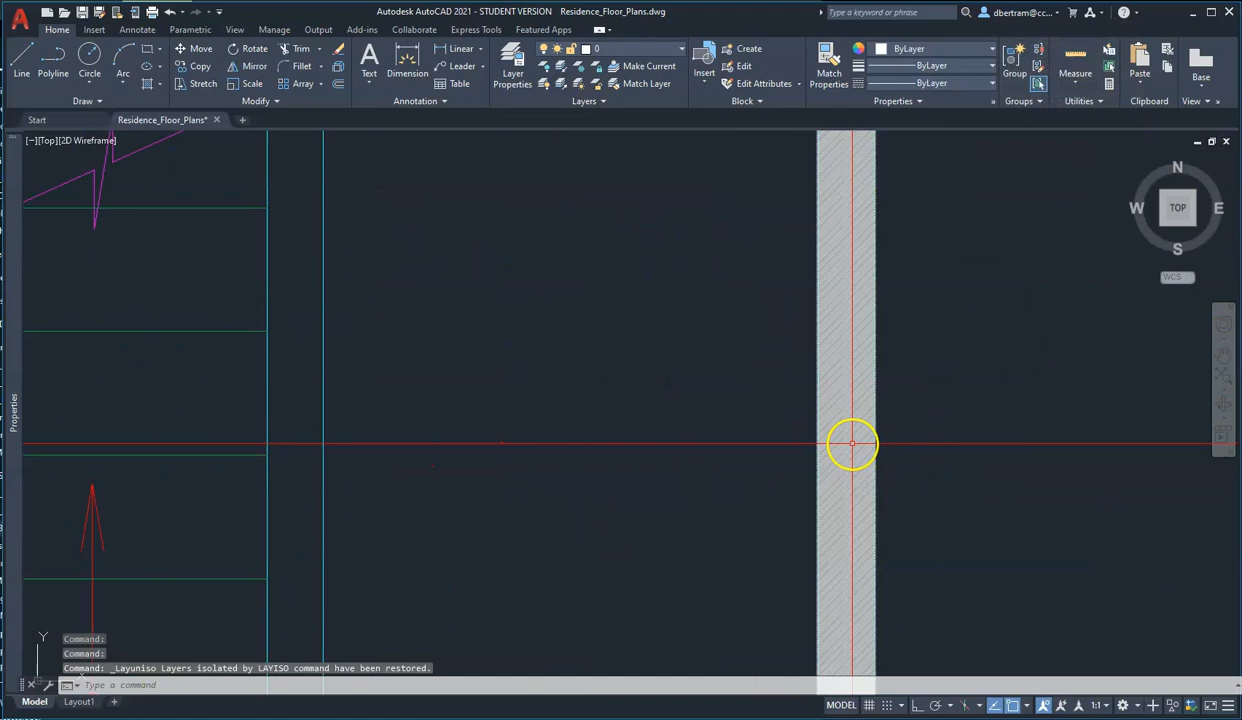 Autodesk AutoCAD 2021 - STUDENT VERSION Residence_Floor_Plans.dwg
Type a keyword or phrase
dbertram@cc...
Home Insert Annotate Parametric View Manage Output Add-ins Collaborate Express Tools Featured Apps
Line Polyline Circle Arc
Move Rotate Trim
Copy Mirror Fillet
Stretch Scale Array
Text Dimension
Linear
Leader
Table
Layer Properties
0
Make Current
Match Layer
Insert
Create
Edit
Edit Attributes
Match Properties
ByLayer
ByLayer
ByLayer
Group
Measure
Paste
Base
Draw Modify Annotation Layers Block Properties Groups Utilities Clipboard View
Start Residence_Floor_Plans*
[−][Top][2D Wireframe]
N
W TOP E
S
WCS
Properties
Y
Command:
Command:
Command: _Layuniso Layers isolated by LAYISO command have been restored.
Type a command
Model Layout1
MODEL 1:1